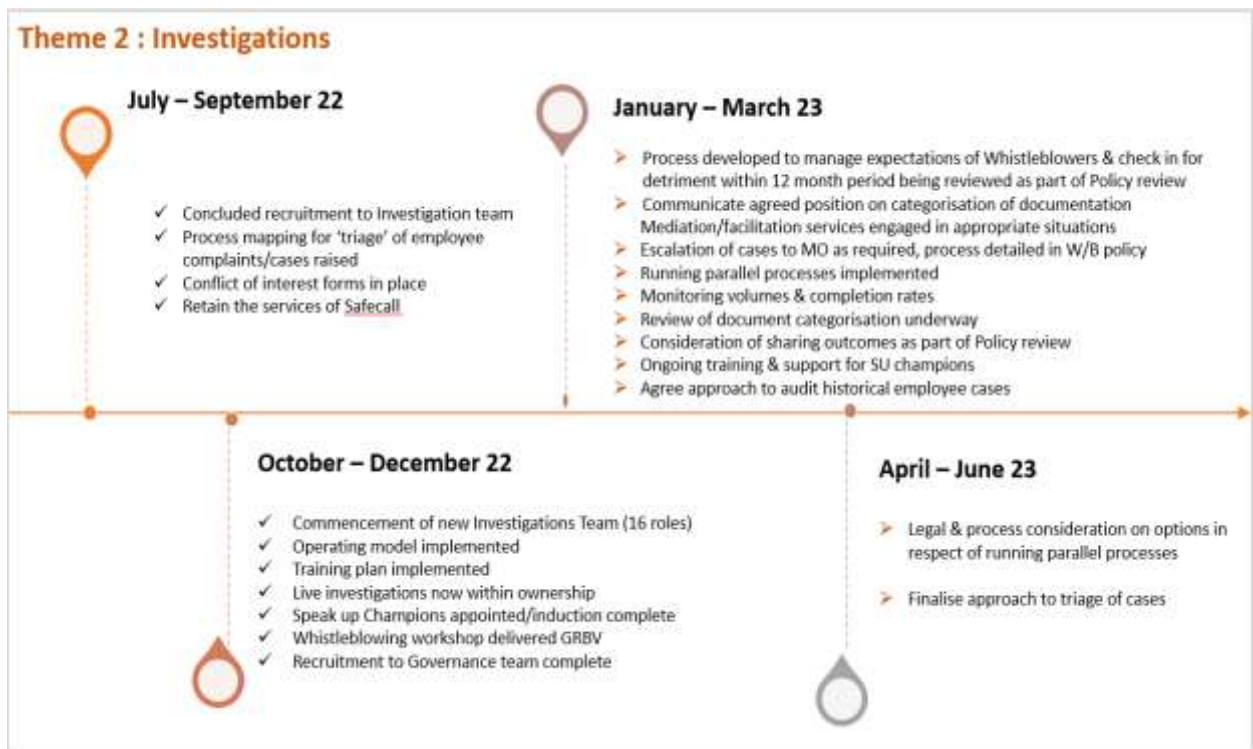 Theme 2 : Investigations
July – September 22
✓ Concluded recruitment to Investigation team
✓ Process mapping for 'triage' of employee
complaints/cases raised
✓ Conflict of interest forms in place
✓ Retain the services of Safecall
January – March 23
➢ Process developed to manage expectations of Whistleblowers & check in for
detriment within 12 month period being reviewed as part of Policy review
➢ Communicate agreed position on categorisation of documentation
Mediation/facilitation services engaged in appropriate situations
➢ Escalation of cases to MO as required, process detailed in W/B policy
➢ Running parallel processes implemented
➢ Monitoring volumes & completion rates
➢ Review of document categorisation underway
➢ Consideration of sharing outcomes as part of Policy review
➢ Ongoing training & support for SU champions
➢ Agree approach to audit historical employee cases
October – December 22
✓ Commencement of new Investigations Team (16 roles)
✓ Operating model implemented
✓ Training plan implemented
✓ Live investigations now within ownership
✓ Speak up Champions appointed/induction complete
✓ Whistleblowing workshop delivered GRBV
✓ Recruitment to Governance team complete
April – June 23
➢ Legal & process consideration on options in
respect of running parallel processes
➢ Finalise approach to triage of cases